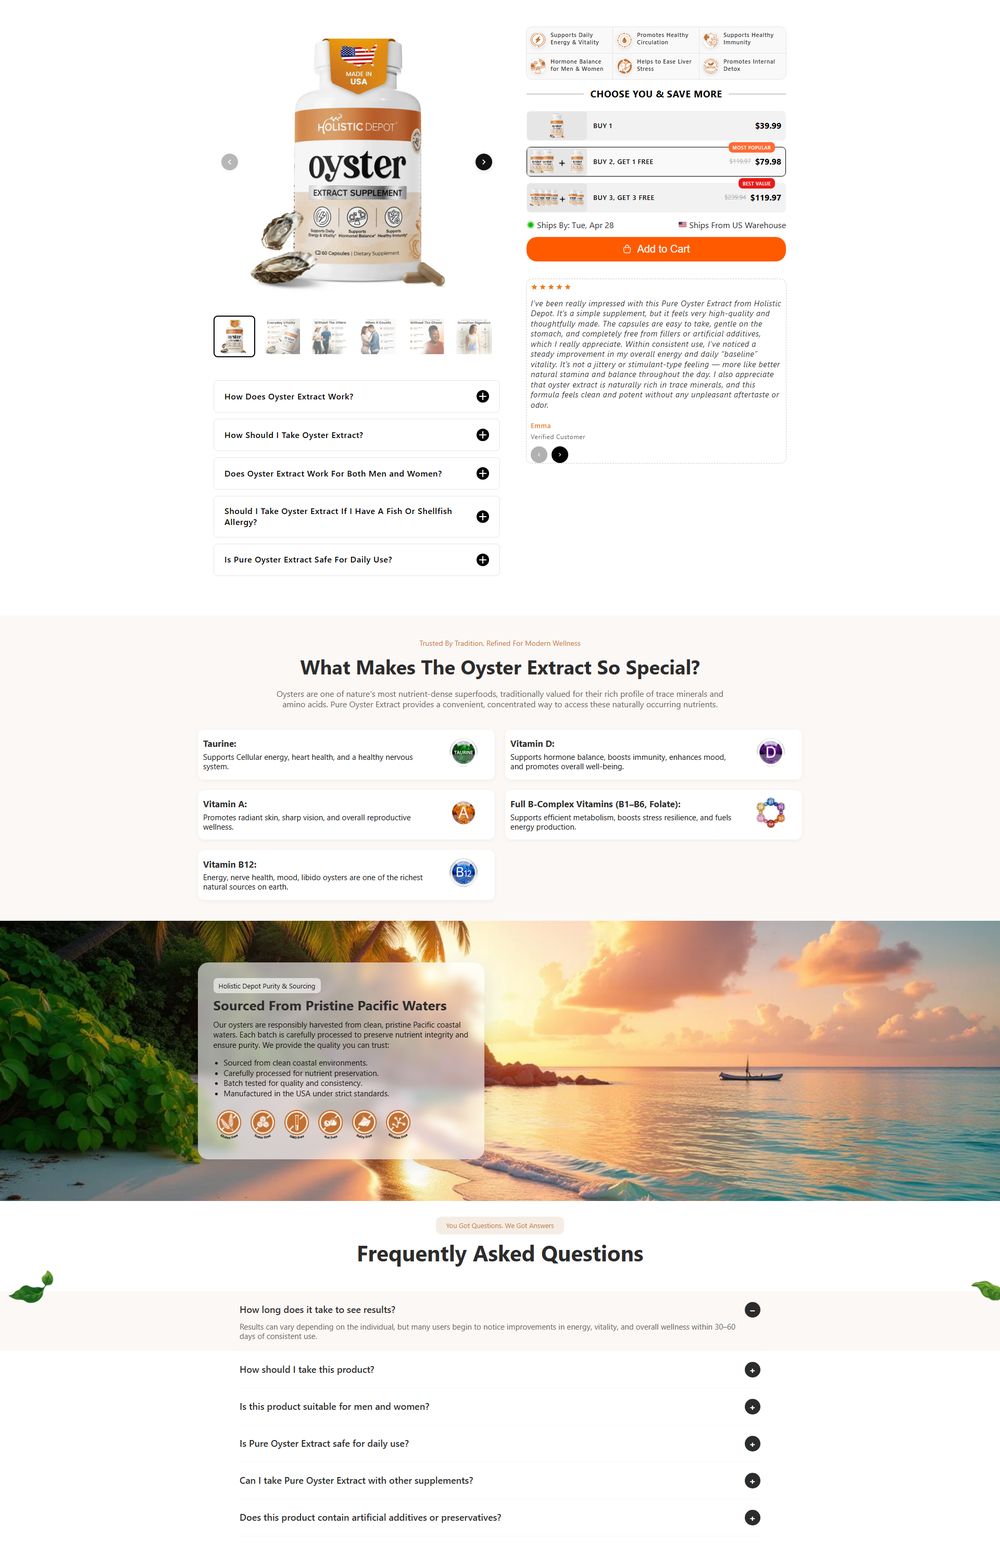 MADE IN
USA
HOLISTIC DEPOT
oyster
EXTRACT SUPPLEMENT
Supports Daily
Energy & Vitality*
Supports
Hormonal Balance*
Supports
Healthy Immunity*
60 Capsules | Dietary Supplement
How Does Oyster Extract Work?
How Should I Take Oyster Extract?
Does Oyster Extract Work For Both Men and Women?
Should I Take Oyster Extract If I Have A Fish Or Shellfish
Allergy?
Is Pure Oyster Extract Safe For Daily Use?
Supports Daily
Energy & Vitality
Promotes Healthy
Circulation
Supports Healthy
Immunity
Hormone Balance
for Men & Women
Helps to Ease Liver
Stress
Promotes Internal
Detox
CHOOSE YOU & SAVE MORE
BUY 1
$39.99
MOST POPULAR
BUY 2, GET 1 FREE
$119.97 $79.98
BEST VALUE
BUY 3, GET 3 FREE
$239.94 $119.97
Ships By: Tue, Apr 28
Ships From US Warehouse
Add to Cart
I've been really impressed with this Pure Oyster Extract from Holistic
Depot. It's a simple supplement, but it feels very high-quality and
thoughtfully made. The capsules are easy to take, gentle on the
stomach, and completely free from fillers or artificial additives,
which I really appreciate. Within consistent use, I've noticed a
steady improvement in my overall energy and daily "baseline"
vitality. It's not a jittery or stimulant-type feeling — more like better
natural stamina and balance throughout the day. I also appreciate
that oyster extract is naturally rich in trace minerals, and this
formula feels clean and potent without any unpleasant aftertaste or
odor.
Emma
Verified Customer
Trusted By Tradition, Refined For Modern Wellness
What Makes The Oyster Extract So Special?
Oysters are one of nature's most nutrient-dense superfoods, traditionally valued for their rich profile of trace minerals and
amino acids. Pure Oyster Extract provides a convenient, concentrated way to access these naturally occurring nutrients.
Taurine:
Supports Cellular energy, heart health, and a healthy nervous
system.
TAURINE
Vitamin D:
Supports hormone balance, boosts immunity, enhances mood,
and promotes overall well-being.
D
Vitamin A:
Promotes radiant skin, sharp vision, and overall reproductive
wellness.
A
Full B-Complex Vitamins (B1–B6, Folate):
Supports efficient metabolism, boosts stress resilience, and fuels
energy production.
Vitamin B12:
Energy, nerve health, mood, libido oysters are one of the richest
natural sources on earth.
B12
Holistic Depot Purity & Sourcing
Sourced From Pristine Pacific Waters
Our oysters are responsibly harvested from clean, pristine Pacific coastal
waters. Each batch is carefully processed to preserve nutrient integrity and
ensure purity. We provide the quality you can trust:
Sourced from clean coastal environments.
Carefully processed for nutrient preservation.
Batch tested for quality and consistency.
Manufactured in the USA under strict standards.
You Got Questions. We Got Answers
Frequently Asked Questions
How long does it take to see results?
Results can vary depending on the individual, but many users begin to notice improvements in energy, vitality, and overall wellness within 30–60
days of consistent use.
How should I take this product?
Is this product suitable for men and women?
Is Pure Oyster Extract safe for daily use?
Can I take Pure Oyster Extract with other supplements?
Does this product contain artificial additives or preservatives?